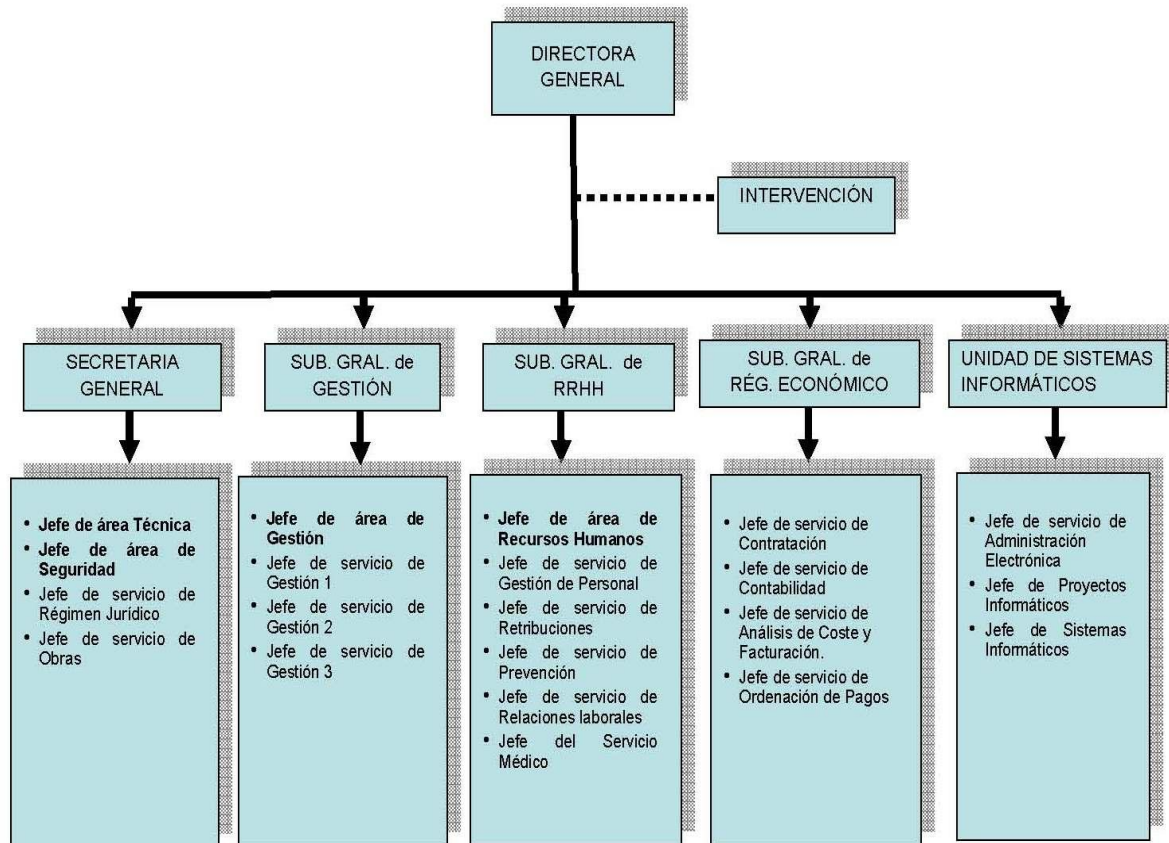 DIRECTORA
GENERAL
INTERVENCIÓN
SECRETARIA
GENERAL
SUB. GRAL. de
GESTIÓN
SUB. GRAL. de
RRHH
SUB. GRAL. de
RÉG. ECONÓMICO
UNIDAD DE SISTEMAS
INFORMÁTICOS
• Jefe de área Técnica
• Jefe de área de
Seguridad
• Jefe de servicio de
Régimen Jurídico
• Jefe de servicio de
Obras
• Jefe de área de
Gestión
• Jefe de servicio de
Gestión 1
• Jefe de servicio de
Gestión 2
• Jefe de servicio de
Gestión 3
• Jefe de área de
Recursos Humanos
• Jefe de servicio de
Gestión de Personal
• Jefe de servicio de
Retribuciones
• Jefe de servicio de
Prevención
• Jefe de servicio de
Relaciones laborales
• Jefe del Servicio
Médico
• Jefe de servicio de
Contratación
• Jefe de servicio de
Contabilidad
• Jefe de servicio de
Análisis de Coste y
Facturación.
• Jefe de servicio de
Ordenación de Pagos
• Jefe de servicio de
Administración
Electrónica
• Jefe de Proyectos
Informáticos
• Jefe de Sistemas
Informáticos